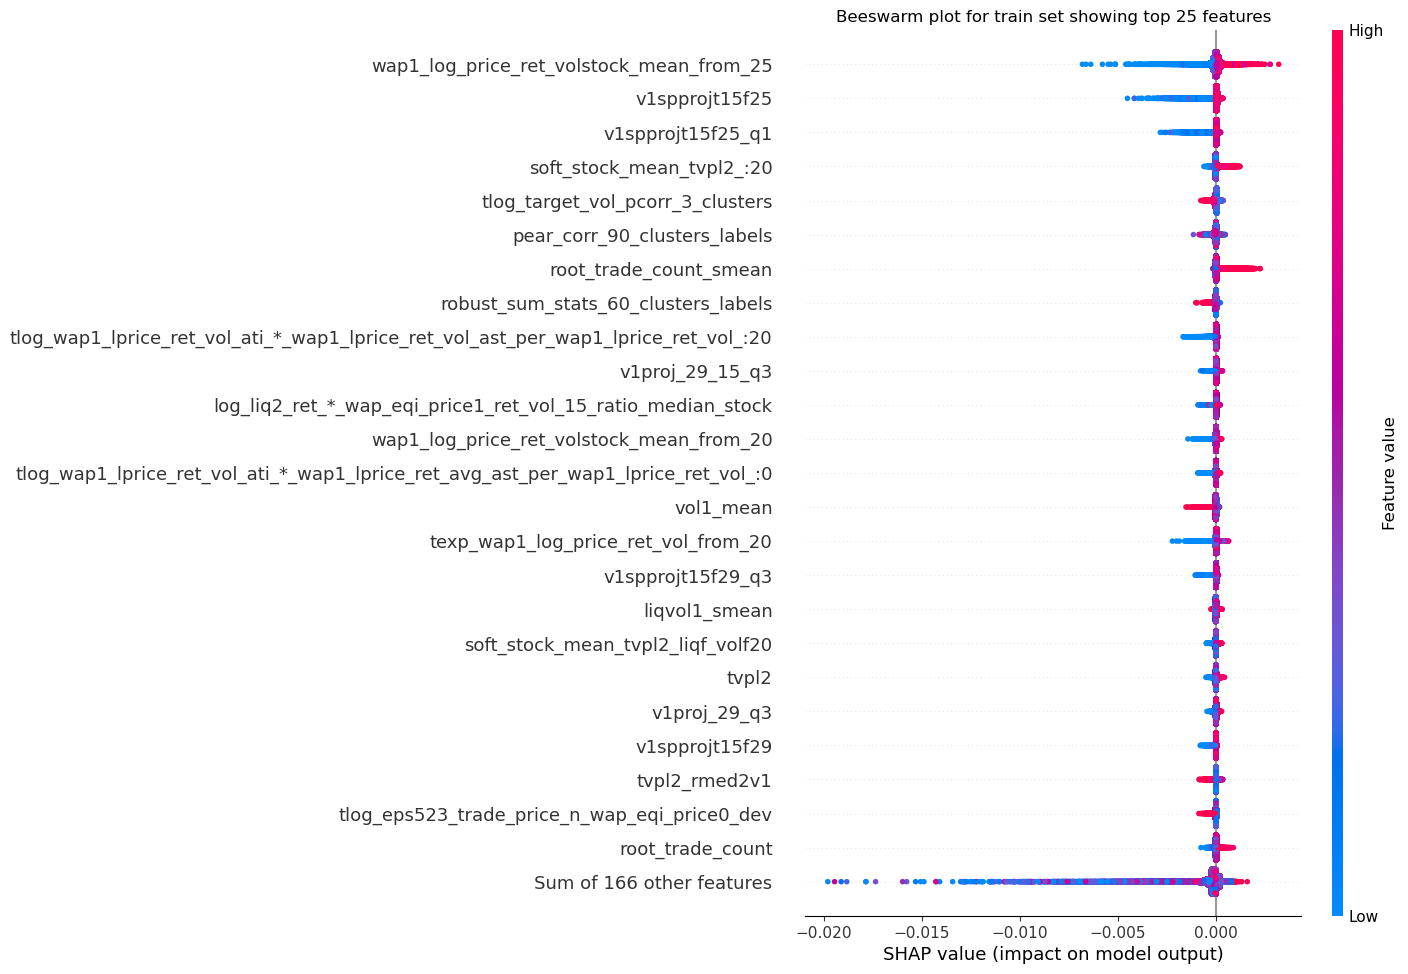 Beeswarm plot for train set showing top 25 features
High
wap1_log_price_ret_volstock_mean_from_25
v1spprojt15f25
v1spprojt15f25_q1
soft_stock_mean_tvpl2_:20
tlog_target_vol_pcorr_3_clusters
pear_corr_90_clusters_labels
root_trade_count_smean
robust_sum_stats_60_clusters_labels
tlog_wap1_lprice_ret_vol_ati_*_wap1_lprice_ret_vol_ast_per_wap1_lprice_ret_vol_:20
v1proj_29_15_q3
log_liq2_ret_*_wap_eqi_price1_ret_vol_15_ratio_median_stock
wap1_log_price_ret_volstock_mean_from_20
tlog_wap1_lprice_ret_vol_ati_*_wap1_lprice_ret_avg_ast_per_wap1_lprice_ret_vol_:0
vol1_mean
texp_wap1_log_price_ret_vol_from_20
v1spprojt15f29_q3
liqvol1_smean
soft_stock_mean_tvpl2_liqf_volf20
tvpl2
v1proj_29_q3
v1spprojt15f29
tvpl2_rmed2v1
tlog_eps523_trade_price_n_wap_eqi_price0_dev
root_trade_count
Sum of 166 other features
Feature value
Low
−0.020 −0.015 −0.010 −0.005 0.000
SHAP value (impact on model output)